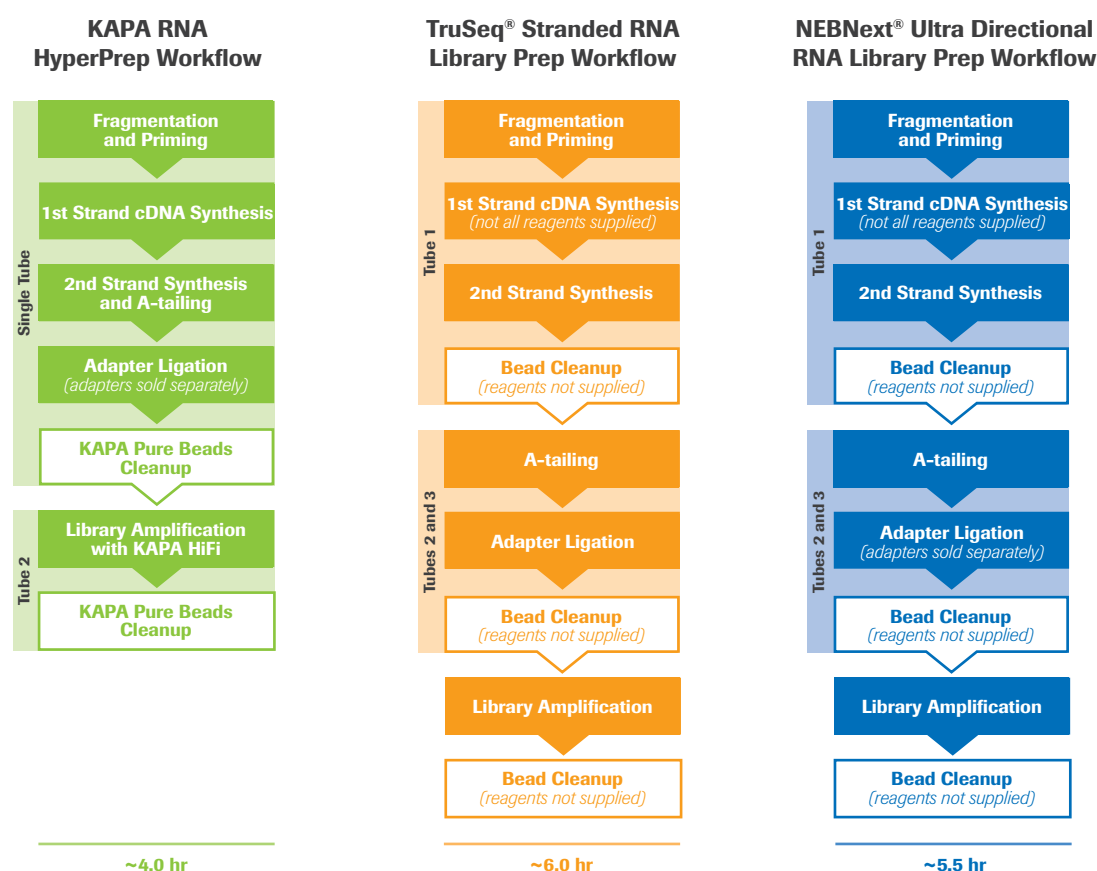 KAPA RNA
HyperPrep Workflow
Single Tube
Fragmentation
and Priming
1st Strand cDNA Synthesis
2nd Strand Synthesis
and A-tailing
Adapter Ligation
(adapters sold separately)
KAPA Pure Beads
Cleanup
Tube 2
Library Amplification
with KAPA HiFi
KAPA Pure Beads
Cleanup
~4.0 hr
TruSeq® Stranded RNA
Library Prep Workflow
Tube 1
Fragmentation
and Priming
1st Strand cDNA Synthesis
(not all reagents supplied)
2nd Strand Synthesis
Bead Cleanup
(reagents not supplied)
Tubes 2 and 3
A-tailing
Adapter Ligation
Bead Cleanup
(reagents not supplied)
Library Amplification
Bead Cleanup
(reagents not supplied)
~6.0 hr
NEBNext® Ultra Directional
RNA Library Prep Workflow
Tube 1
Fragmentation
and Priming
1st Strand cDNA Synthesis
(not all reagents supplied)
2nd Strand Synthesis
Bead Cleanup
(reagents not supplied)
Tubes 2 and 3
A-tailing
Adapter Ligation
(adapters sold separately)
Bead Cleanup
(reagents not supplied)
Library Amplification
Bead Cleanup
(reagents not supplied)
~5.5 hr